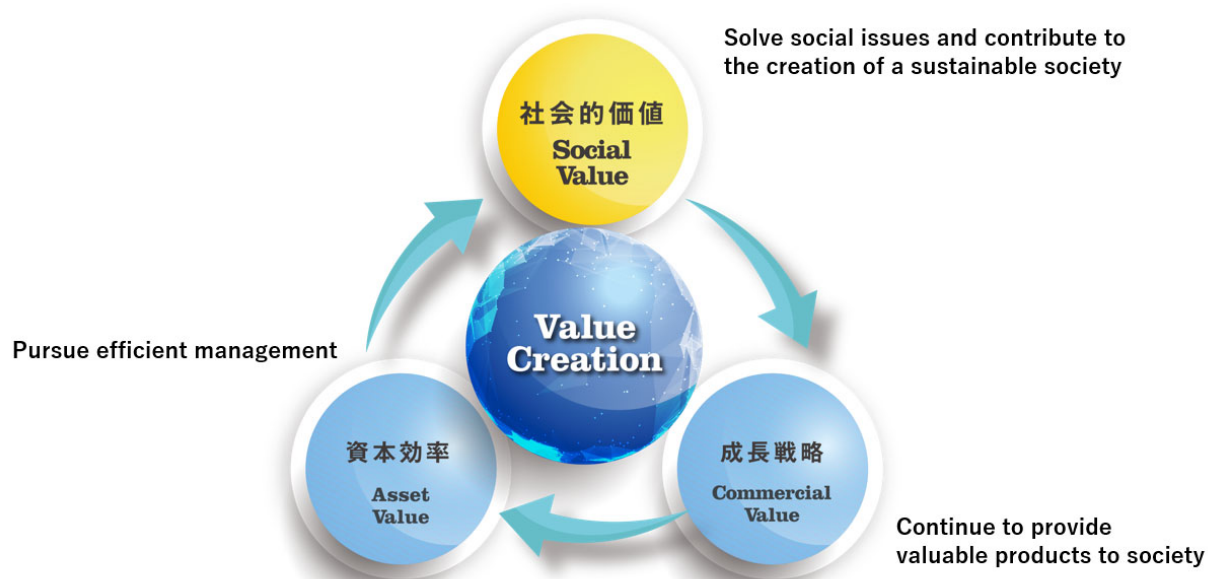 Solve social issues and contribute to
the creation of a sustainable society
社会的価値
Social
Value
Value
Creation
Pursue efficient management
資本効率
Asset
Value
成長戦略
Commercial
Value
Continue to provide
valuable products to society